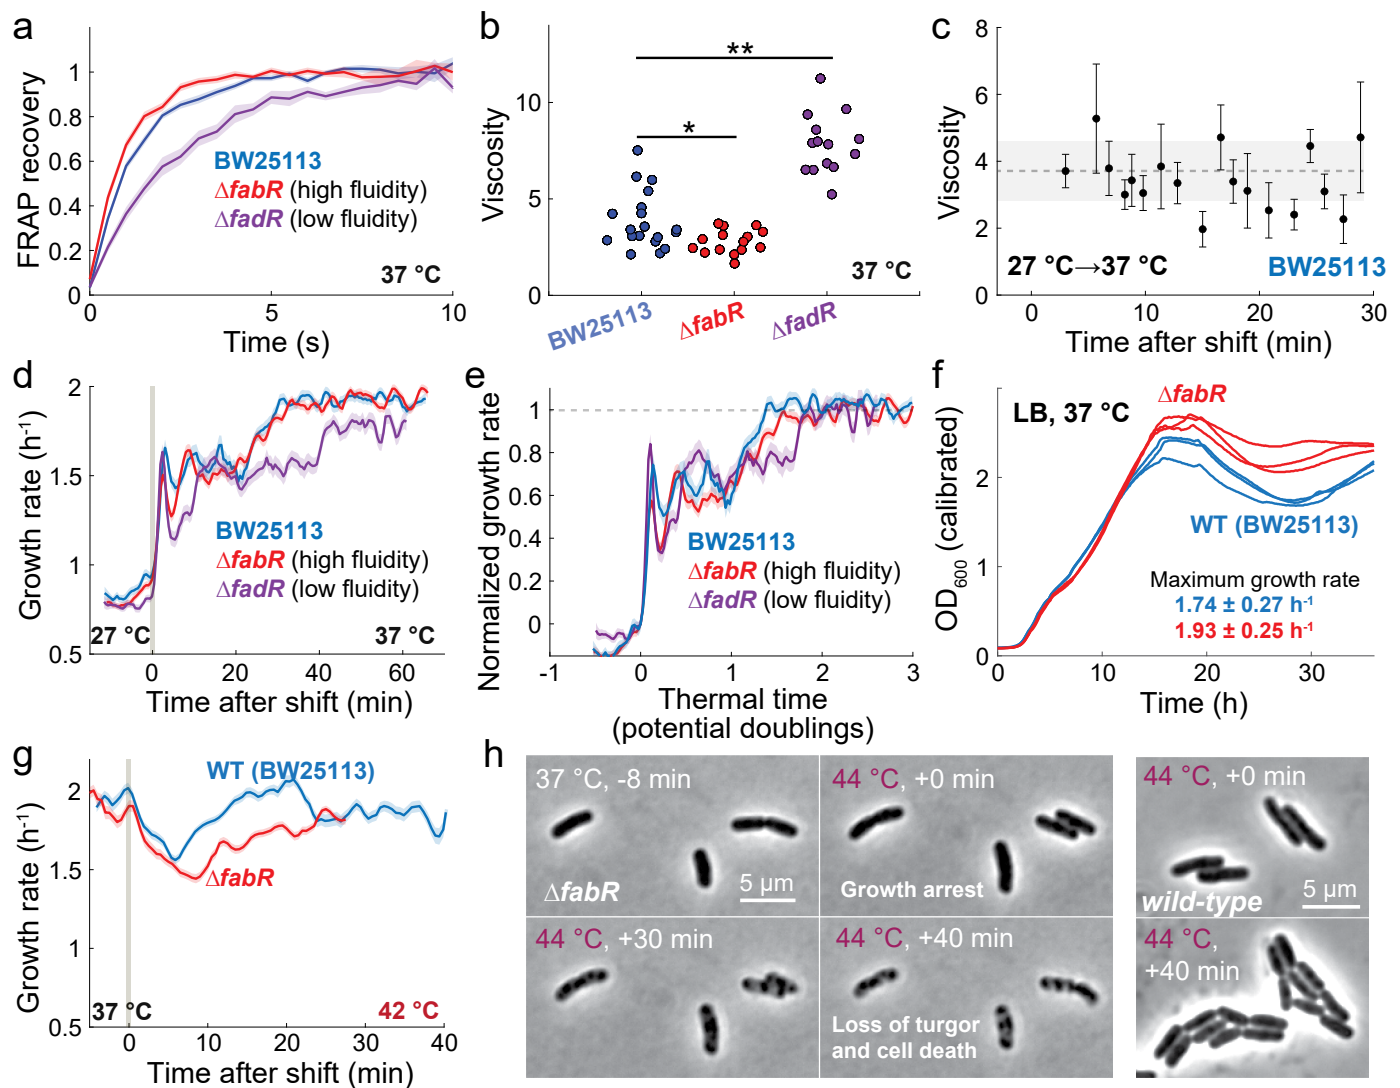 a
FRAP recovery
1
0.8
0.6
0.4
0.2
0
BW25113
ΔfabR (high fluidity)
ΔfadR (low fluidity)
37 °C
0
5
10
Time (s)
b
Viscosity
10
5
0
**
*
37 °C
BW25113
ΔfabR
ΔfadR
c
Viscosity
8
6
4
2
0
27 °C→37 °C
BW25113
0
10
20
30
Time after shift (min)
d
Growth rate (h-1)
2
1.5
1
0.5
BW25113
ΔfabR (high fluidity)
ΔfadR (low fluidity)
27 °C
37 °C
0
20
40
60
Time after shift (min)
e
Normalized growth rate
1
0.8
0.6
0.4
0.2
0
BW25113
ΔfabR (high fluidity)
ΔfadR (low fluidity)
-1
0
1
2
3
Thermal time
(potential doublings)
f
OD600 (calibrated)
2
1
0
LB, 37 °C
ΔfabR
WT (BW25113)
Maximum growth rate
1.74 ± 0.27 h-1
1.93 ± 0.25 h-1
0
10
20
30
Time (h)
g
Growth rate (h-1)
2
1.5
1
0.5
WT (BW25113)
ΔfabR
37 °C
42 °C
0
10
20
30
40
Time after shift (min)
h
37 °C, -8 min
ΔfabR
5 µm
44 °C, +0 min
Growth arrest
44 °C, +30 min
44 °C, +40 min
Loss of turgor
and cell death
44 °C, +0 min
wild-type
5 µm
44 °C,
+40 min